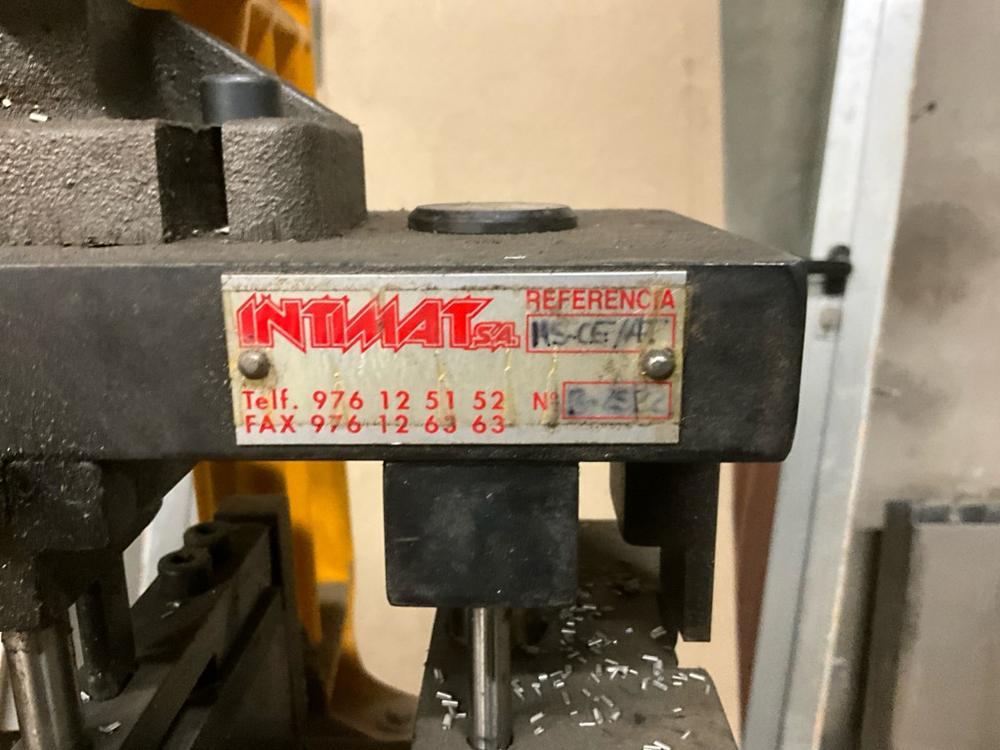 INTIMAT S.A.
REFERENCIA
Telf. 976 12 51 52
Nº
FAX 976 12 63 63